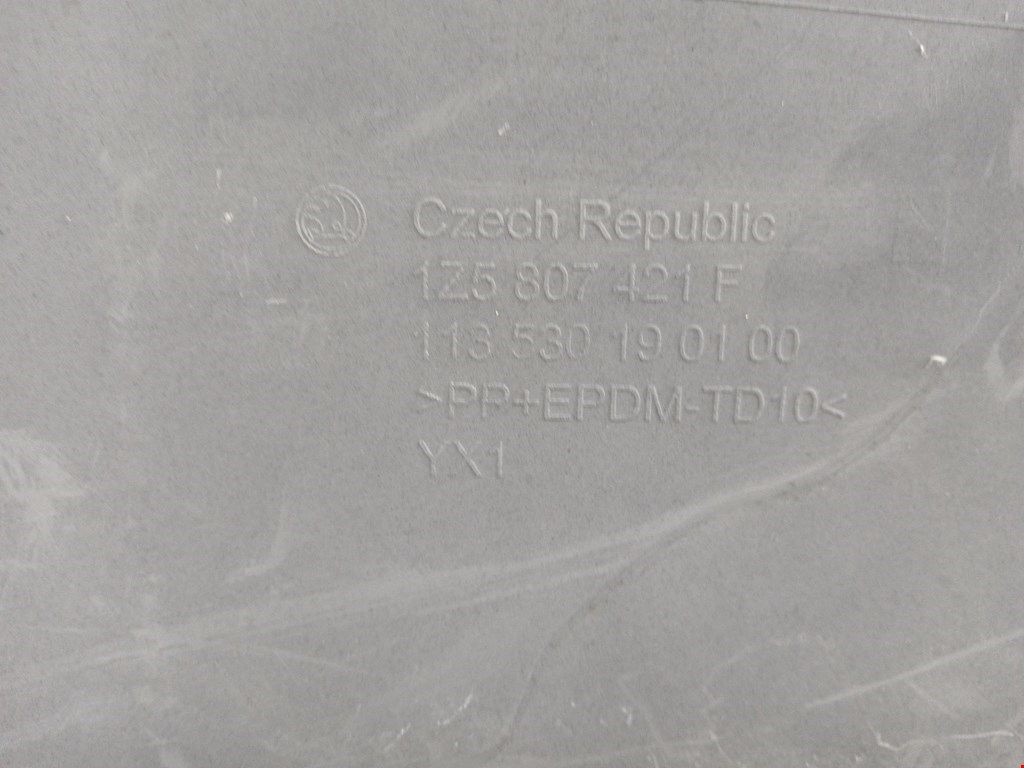 Czech Republic
1Z5 807 421 F
113 530 19 01 00
>PP+EPDM-TD10<
YX1